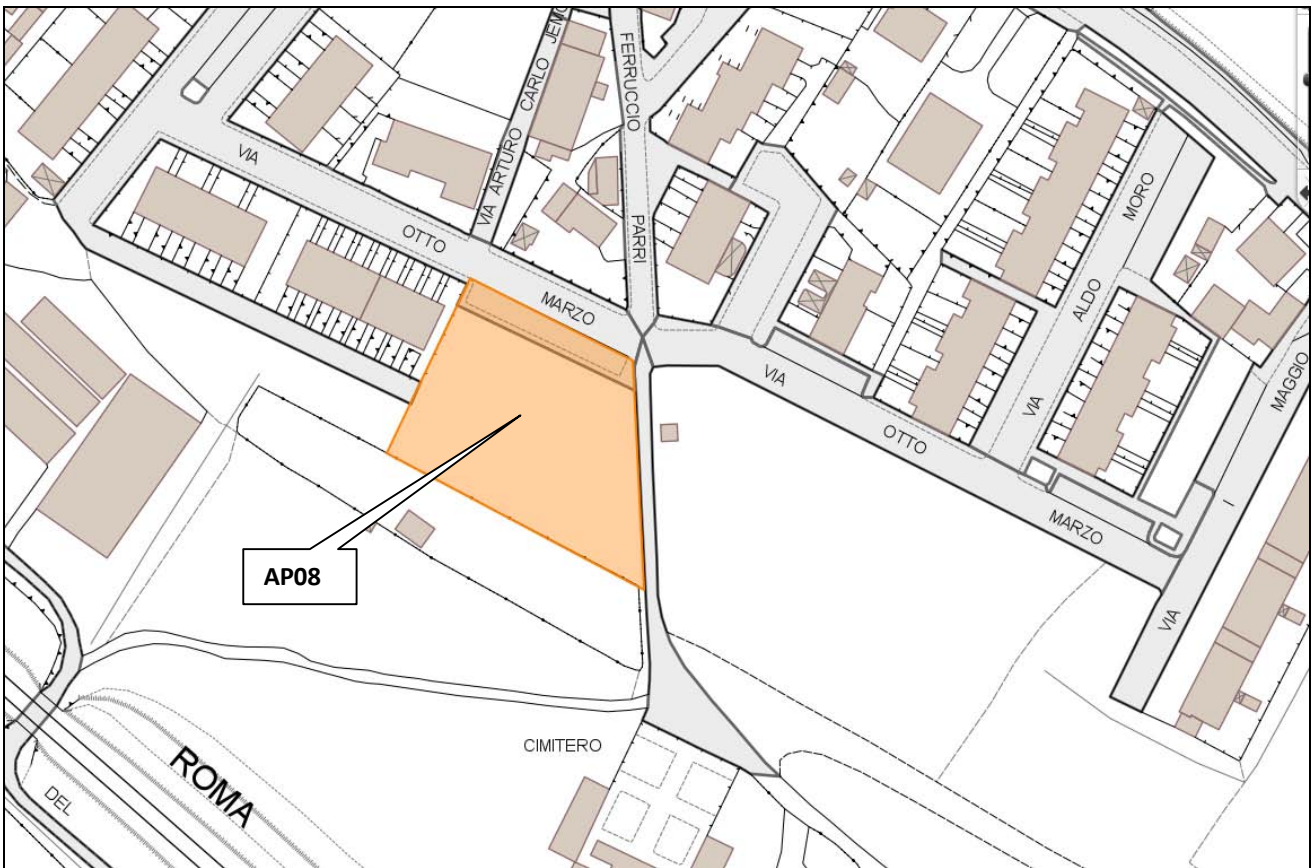 VIA ARTURO CARLO JEMO
FERRUCCIO
PARRI
VIA
OTTO
MARZO
VIA
OTTO
MARZO
VIA
ALDO
MORO
VIA
I
MAGGIO
AP08
CIMITERO
ROMA
DEL